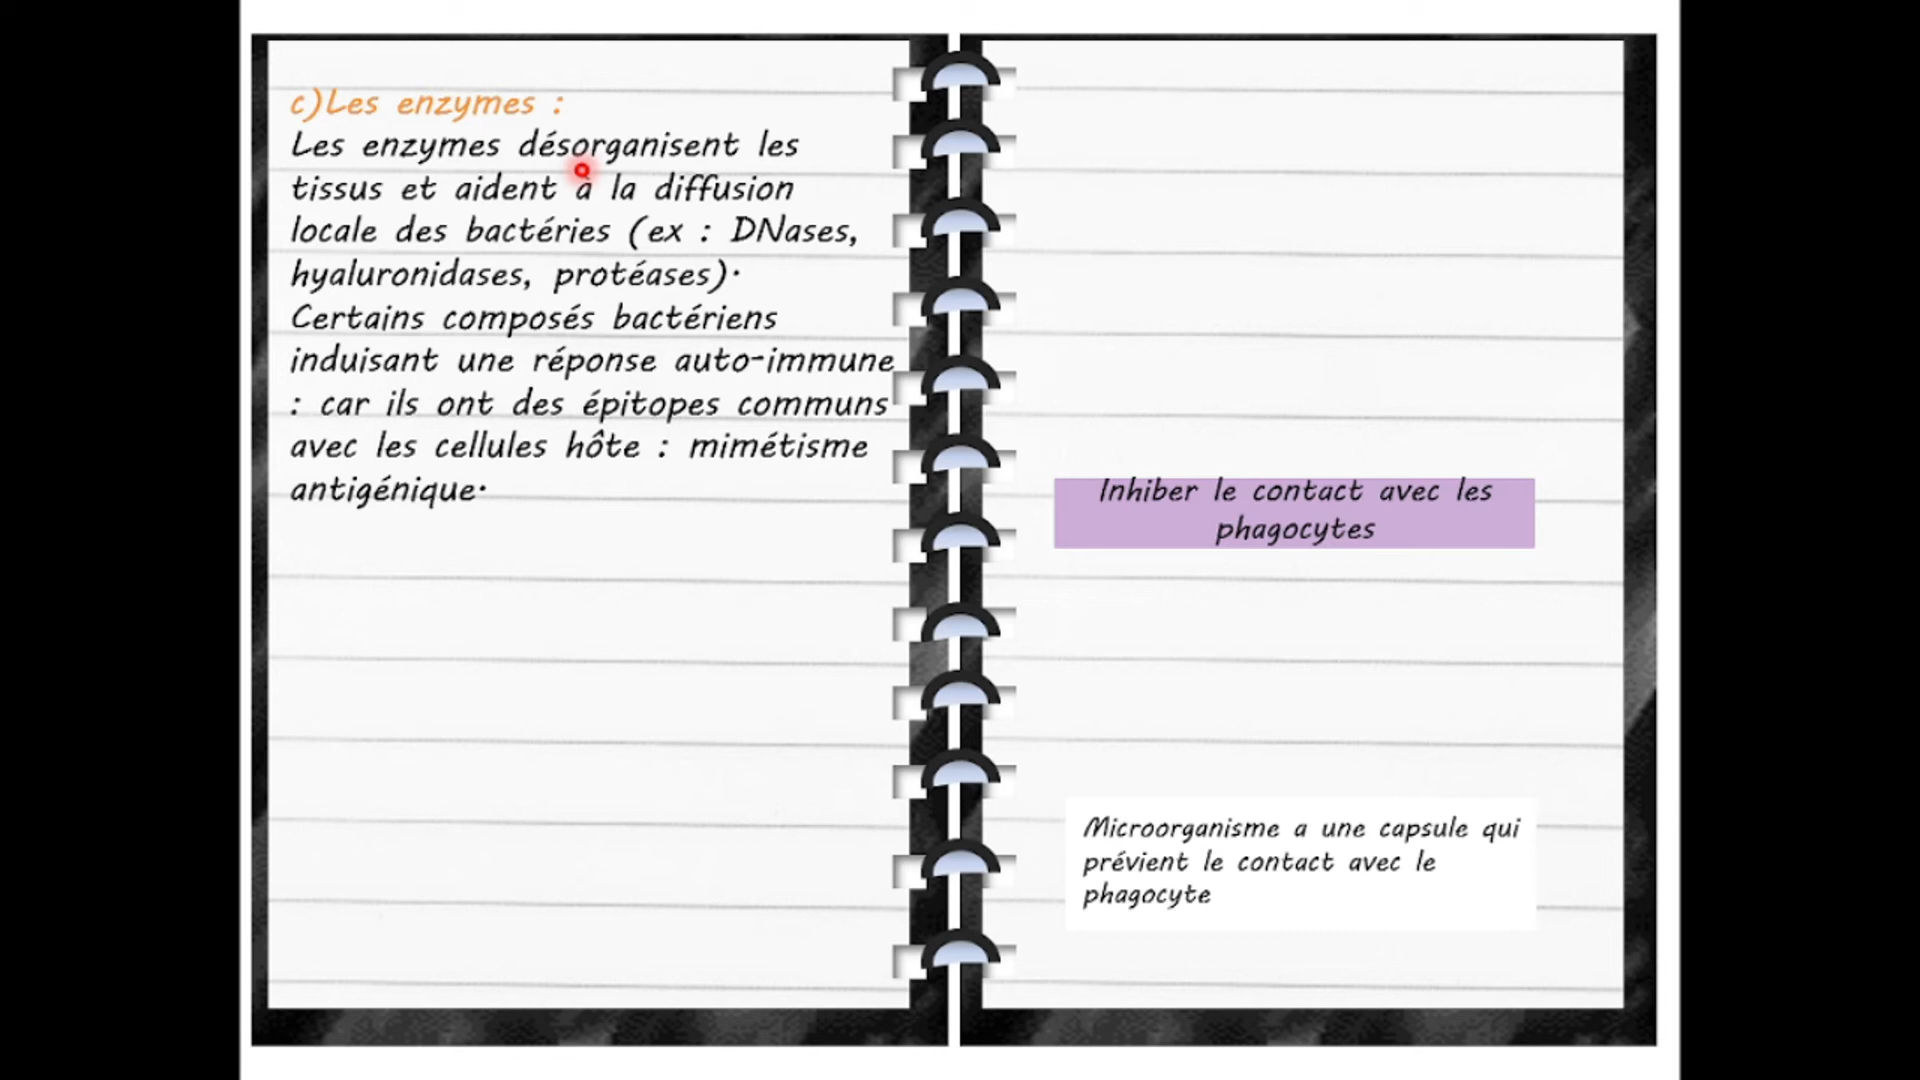 c)Les enzymes :
Les enzymes désorganisent les
tissus et aident à la diffusion
locale des bactéries (ex : DNases,
hyaluronidases, protéases)·
Certains composés bactériens
induisant une réponse auto-immune
: car ils ont des épitopes communs
avec les cellules hôte : mimétisme
antigénique·
Inhiber le contact avec les
phagocytes
Microorganisme a une capsule qui
prévient le contact avec le
phagocyte